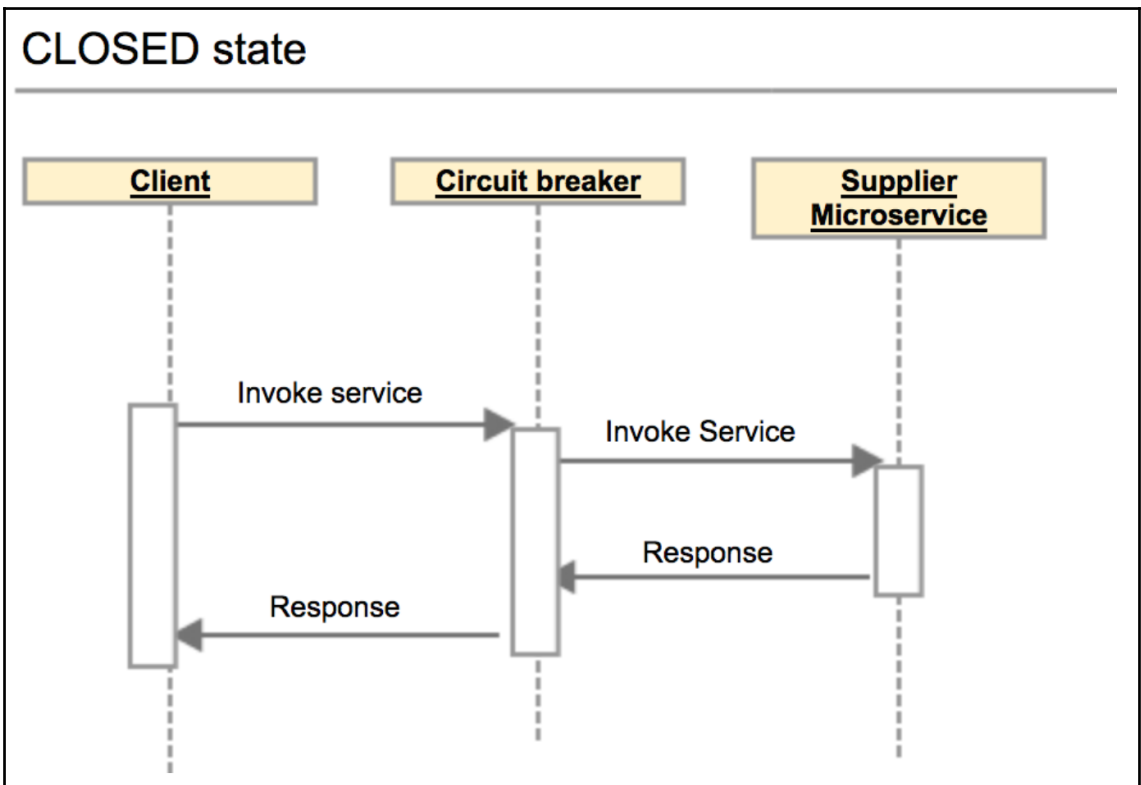 CLOSED state
Client
Circuit breaker
Supplier
Microservice
Invoke service
Invoke Service
Response
Response